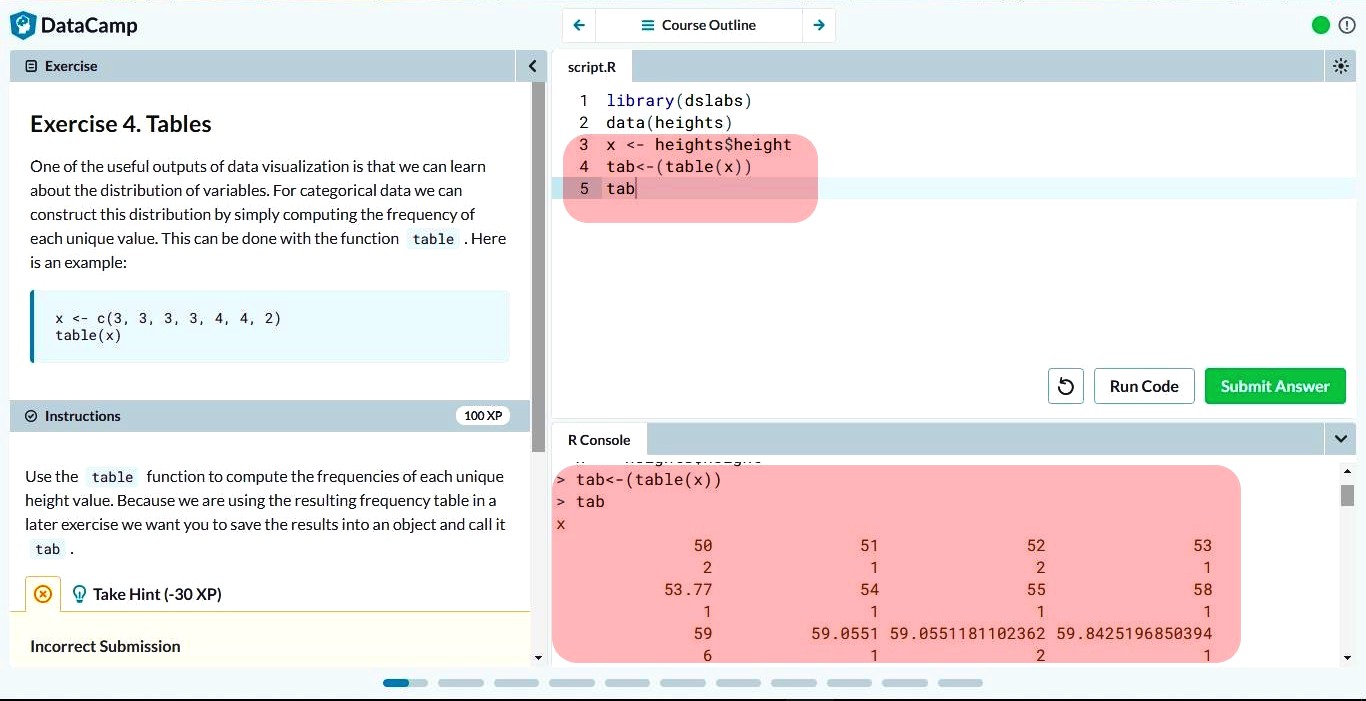 DataCamp
Course Outline
Exercise
Exercise 4. Tables
One of the useful outputs of data visualization is that we can learn
about the distribution of variables. For categorical data we can
construct this distribution by simply computing the frequency of
each unique value. This can be done with the function table . Here
is an example:
x <- c(3, 3, 3, 3, 4, 4, 2)
table(x)
Instructions
100 XP
Use the table function to compute the frequencies of each unique
height value. Because we are using the resulting frequency table in a
later exercise we want you to save the results into an object and call it
tab .
Take Hint (-30 XP)
Incorrect Submission
script.R
1 library(dslabs)
2 data(heights)
3 x <- heights$height
4 tab<-(table(x))
5 tab
Run Code
Submit Answer
R Console
> tab<-(table(x))
> tab
x
50 51 52 53
2 1 2 1
53.77 54 55 58
1 1 1 1
59 59.0551 59.0551181102362 59.8425196850394
6 1 2 1